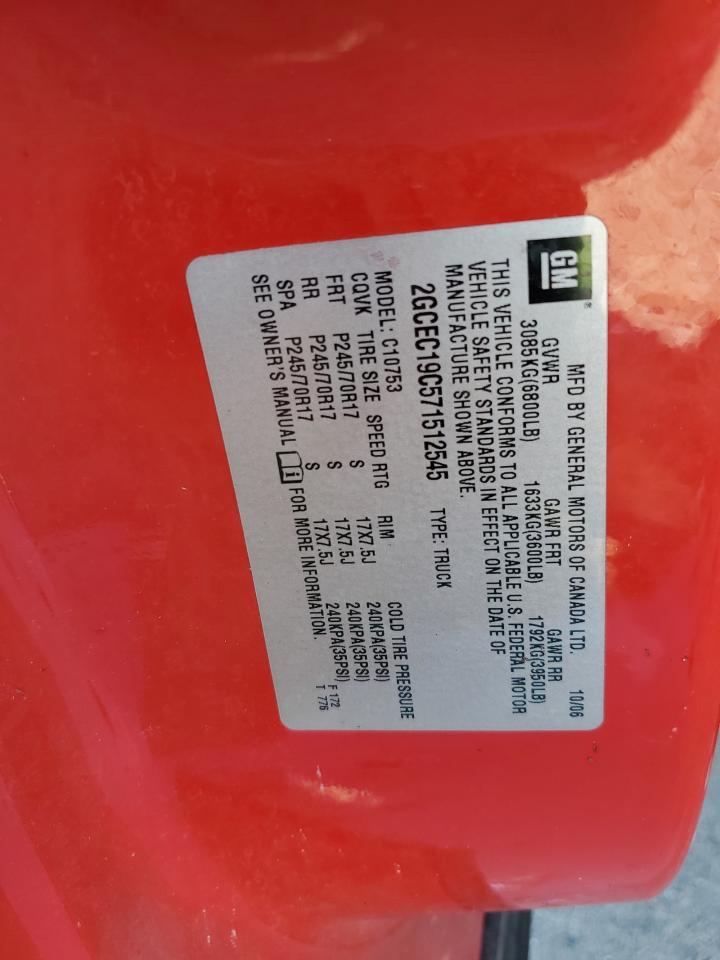 GM ®
MFD BY GENERAL MOTORS OF CANADA LTD. 10/06
GVWR GAWR FRT GAWR RR
3085KG(6800LB) 1633KG(3600LB) 1792KG(3950LB)
THIS VEHICLE CONFORMS TO ALL APPLICABLE U.S. FEDERAL MOTOR
VEHICLE SAFETY STANDARDS IN EFFECT ON THE DATE OF
MANUFACTURE SHOWN ABOVE.
2GCEC19C571512545 TYPE: TRUCK
MODEL: C10753
CQVK TIRE SIZE SPEED RTG RIM COLD TIRE PRESSURE
FRT P245/70R17 S 17X7.5J 240KPA(35PSI)
RR P245/70R17 S 17X7.5J 240KPA(35PSI)
SPA P245/70R17 S 17X7.5J 240KPA(35PSI)
SEE OWNER'S MANUAL i FOR MORE INFORMATION.
F 172
T 776